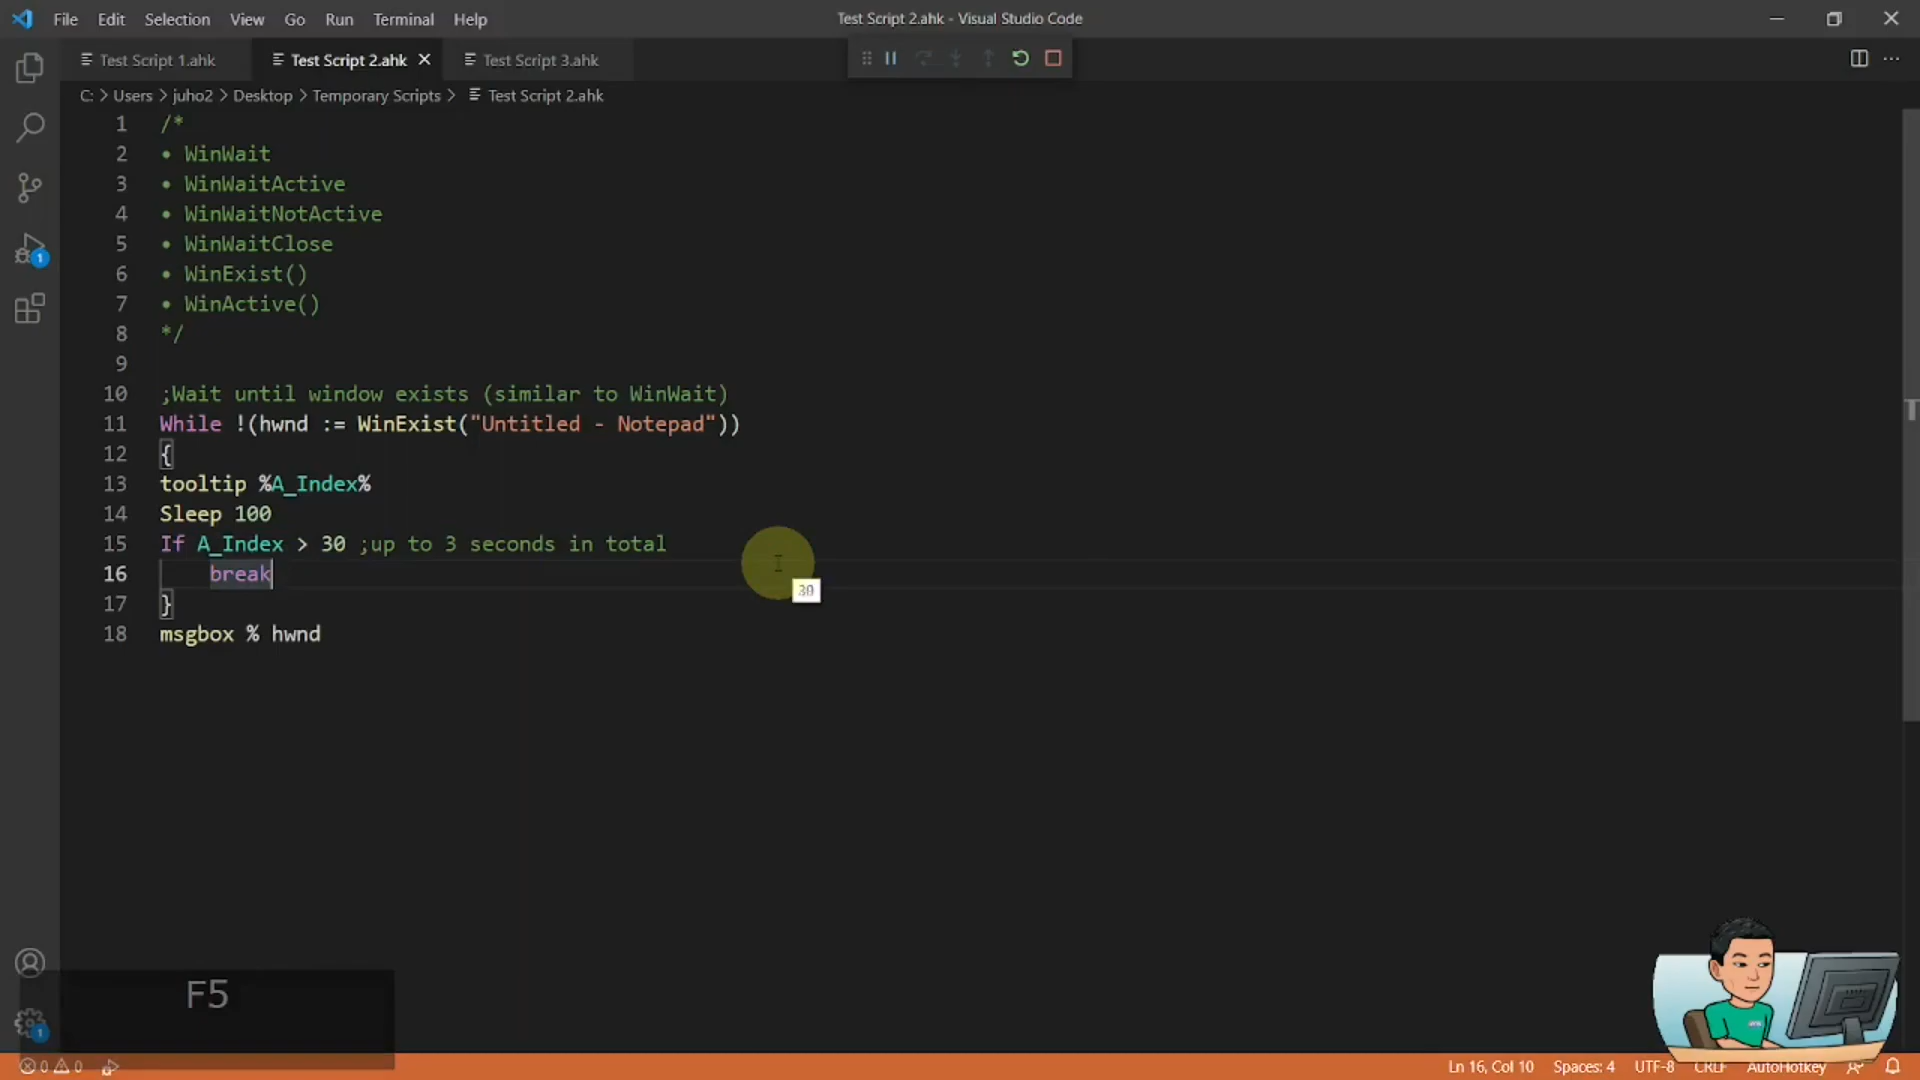 File Edit Selection View Go Run Terminal Help
Test Script 2.ahk - Visual Studio Code
Test Script 1.ahk
Test Script 2.ahk
Test Script 3.ahk
C: > Users > juho2 > Desktop > Temporary Scripts > Test Script 2.ahk
1 /*
2 • WinWait
3 • WinWaitActive
4 • WinWaitNotActive
5 • WinWaitClose
6 • WinExist()
7 • WinActive()
8 */
9
10 ;Wait until window exists (similar to WinWait)
11 While !(hwnd := WinExist("Untitled - Notepad"))
12 {
13 tooltip %A_Index%
14 Sleep 100
15 If A_Index > 30 ;up to 3 seconds in total
16 break
30
17 }
18 msgbox % hwnd
1
F5
1
0 0
Ln 16, Col 10 Spaces: 4 UTF-8 CRLF AutoHotkey